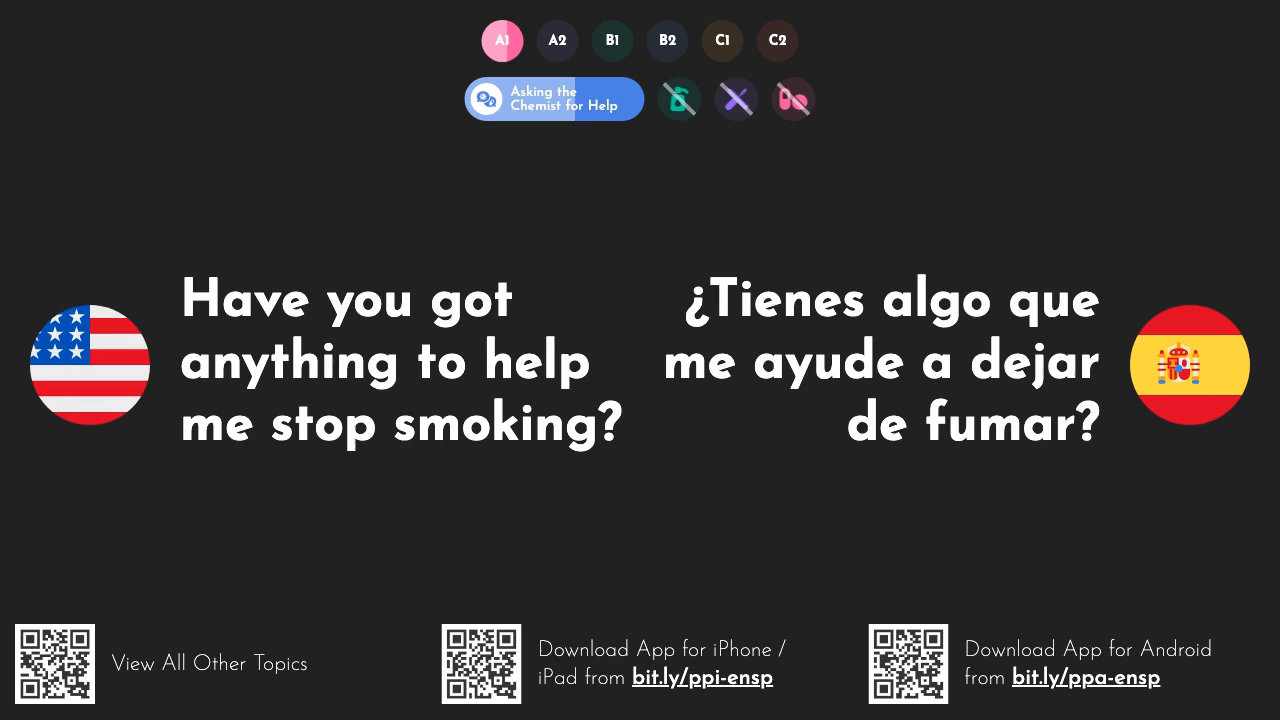 A1 A2 B1 B2 C1 C2
Asking the
Chemist for Help
Have you got
anything to help
me stop smoking?
¿Tienes algo que
me ayude a dejar
de fumar?
View All Other Topics
Download App for iPhone /
iPad from bit.ly/ppi-ensp
Download App for Android
from bit.ly/ppa-ensp